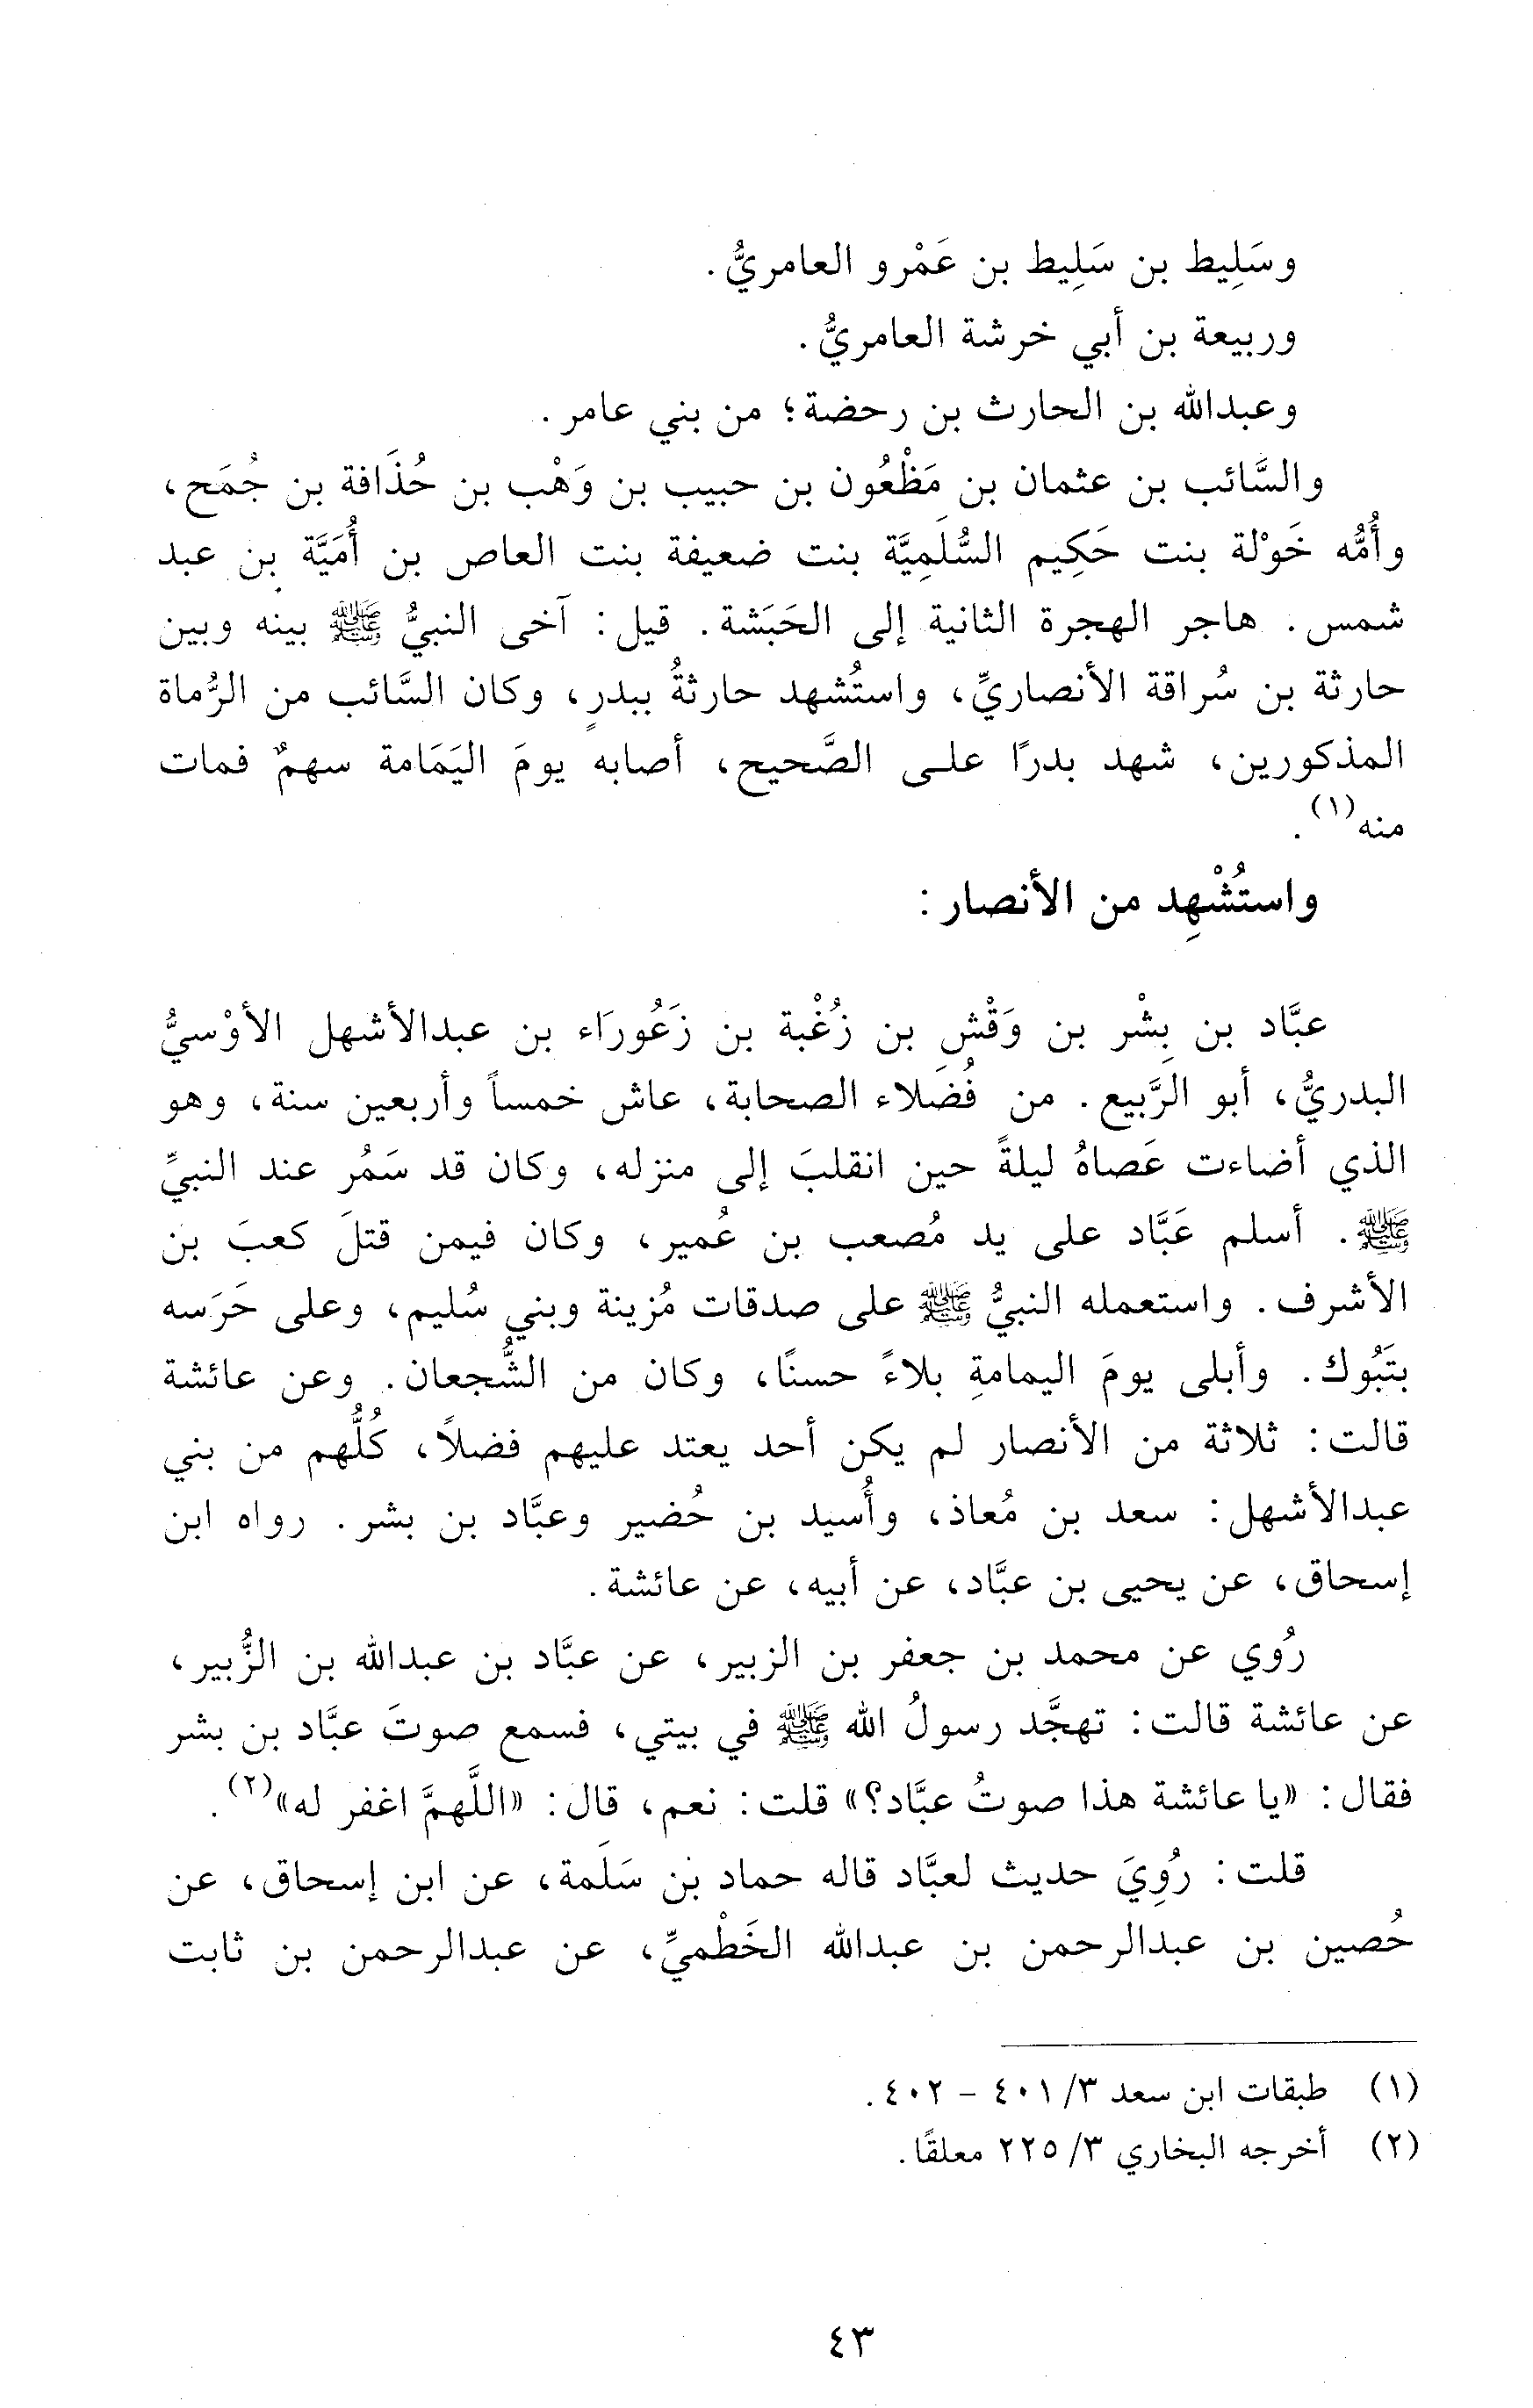 وسَلِيط بن سَلِيط بن عَمْرو العامريُّ.
وربيعة بن أبي خرشة العامريُّ.
وعبدالله بن الحارث بن رحضة؛ من بني عامر.
والسَّائب بن عثمان بن مَظْعُون بن حبيب بن وَهْب بن حُذَافة بن جُمَح،
وأُمُّه خَوْلة بنت حَكِيم السُّلَمِيَّة بنت ضعيفة بنت العاص بن أُمَيَّة بن عبد
شمس. هاجر الهجرة الثانية إلى الحَبَشة. قيل: آخى النبيُّ ﷺ بينه وبين
حارثة بن سُراقة الأنصاريِّ، واستُشهد حارثةُ ببدرٍ، وكان السَّائب من الرُّماة
المذكورين، شهد بدرًا على الصَّحيح، أصابه يومَ اليَمَامة سهمٌ فمات
منه(١).
واستُشْهِد من الأنصار:
عبَّاد بن بِشْر بن وَقْشِ بن زُغْبة بن زَعُورَاء بن عبدالأشهل الأوْسيُّ
البدريُّ، أبو الرَّبيع. من فُضَلاء الصحابة، عاش خمساً وأربعين سنة، وهو
الذي أضاءت عَصاهُ ليلةً حين انقلبَ إلى منزله، وكان قد سَمُر عند النبيِّ
ﷺ. أسلم عَبَّاد على يد مُصعب بن عُمير، وكان فيمن قتلَ كعبَ بن
الأشرف. واستعمله النبيُّ ﷺ على صدقات مُزينة وبني سُليم، وعلى حَرَسه
بتَبُوك. وأبلى يومَ اليمامةِ بلاءً حسنًا، وكان من الشُّجعان. وعن عائشة
قالت: ثلاثة من الأنصار لم يكن أحد يعتد عليهم فضلاً، كُلُّهم من بني
عبدالأشهل: سعد بن مُعاذ، وأُسيد بن حُضير وعبَّاد بن بشر. رواه ابن
إسحاق، عن يحيى بن عبَّاد، عن أبيه، عن عائشة.
رُوي عن محمد بن جعفر بن الزبير، عن عبَّاد بن عبدالله بن الزُّبير،
عن عائشة قالت: تهجَّد رسولُ الله ﷺ في بيتي، فسمع صوتَ عبَّاد بن بشر
فقال: «يا عائشة هذا صوتُ عبَّاد؟» قلت: نعم، قال: «اللَّهمَّ اغفر له»(٢).
قلت: رُوِيَ حديث لعبَّاد قاله حماد بن سَلَمة، عن ابن إسحاق، عن
حُصين بن عبدالرحمن بن عبدالله الخَطْميِّ، عن عبدالرحمن بن ثابت
(١) طبقات ابن سعد ٣/ ٤٠١ - ٤٠٢.
(٢) أخرجه البخاري ٣/ ٢٢٥ معلقًا.
٤٣